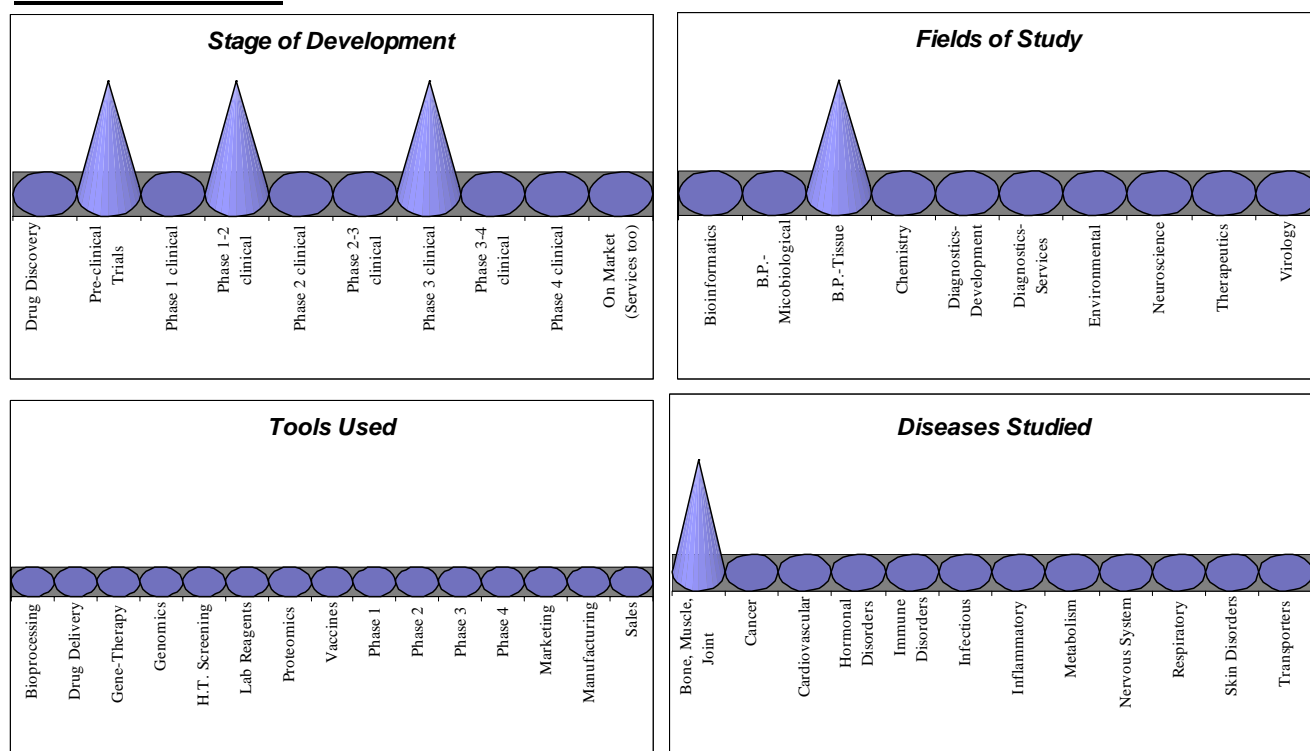 Stage of Development
Drug Discovery
Pre-clinical
Trials
Phase 1 clinical
Phase 1-2
clinical
Phase 2 clinical
Phase 2-3
clinical
Phase 3 clinical
Phase 3-4
clinical
Phase 4 clinical
On Market
(Services too)
Fields of Study
Bioinformatics
B.P.-
Micobiological
B.P.-Tissue
Chemistry
Diagnostics-
Development
Diagnostics-
Services
Environmental
Neuroscience
Therapeutics
Virology
Tools Used
Bioprocessing
Drug Delivery
Gene-Therapy
Genomics
H.T. Screening
Lab Reagents
Proteomics
Vaccines
Phase 1
Phase 2
Phase 3
Phase 4
Marketing
Manufacturing
Sales
Diseases Studied
Bone, Muscle,
Joint
Cancer
Cardiovascular
Hormonal
Disorders
Immune
Disorders
Infectious
Inflammatory
Metabolism
Nervous System
Respiratory
Skin Disorders
Transporters